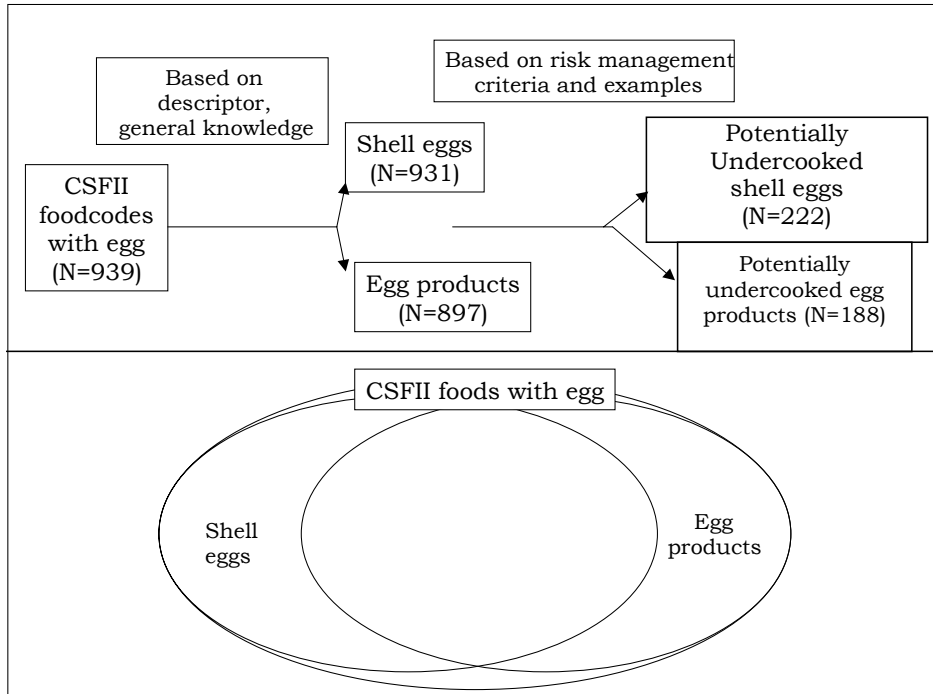 Based on
descriptor,
general knowledge
Based on risk management
criteria and examples
CSFII
foodcodes
with egg
(N=939)
Shell eggs
(N=931)
Egg products
(N=897)
Potentially
Undercooked
shell eggs
(N=222)
Potentially
undercooked egg
products (N=188)
CSFII foods with egg
Shell
eggs
Egg
products